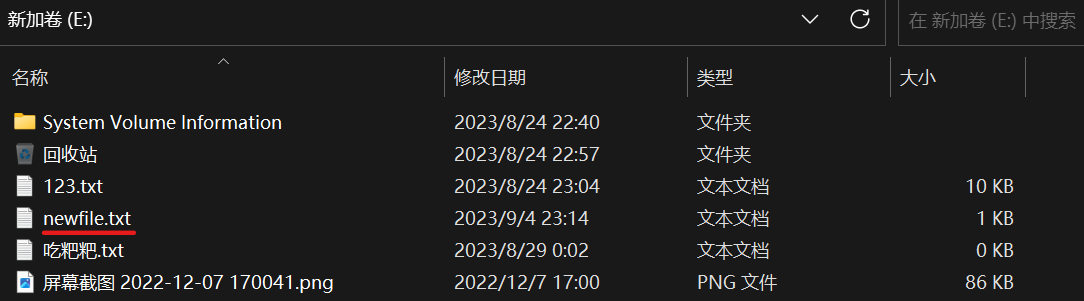 新加卷 (E:) 在 新加卷 (E:) 中搜索
名称 修改日期 类型 大小
System Volume Information 2023/8/24 22:40 文件夹
回收站 2023/8/24 22:57 文件夹
123.txt 2023/8/24 23:04 文本文档 10 KB
newfile.txt 2023/9/4 23:14 文本文档 1 KB
吃粑粑.txt 2023/8/29 0:02 文本文档 0 KB
屏幕截图 2022-12-07 170041.png 2022/12/7 17:00 PNG 文件 86 KB